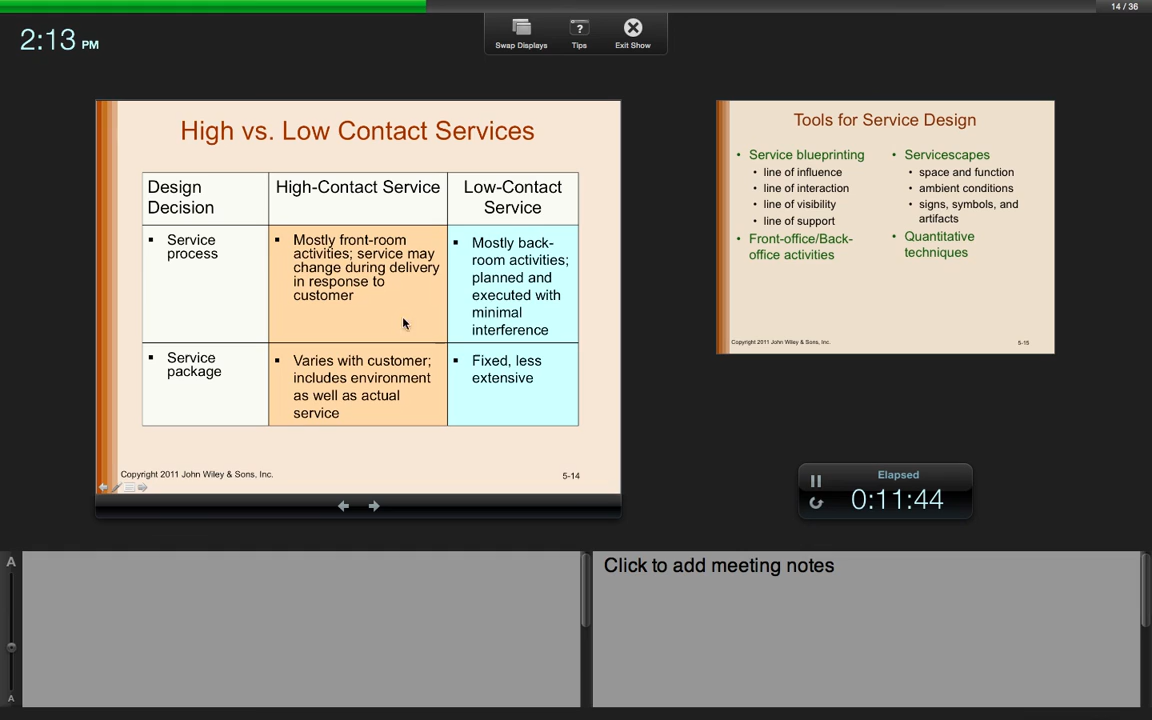 14 / 36
2:13 PM
Swap Displays
Tips
Exit Show
High vs. Low Contact Services
Design
Decision
High-Contact Service
Low-Contact
Service
▪ Service
process
▪ Mostly front-room
activities; service may
change during delivery
in response to
customer
▪ Mostly back-
room activities;
planned and
executed with
minimal
interference
▪ Service
package
▪ Varies with customer;
includes environment
as well as actual
service
▪ Fixed, less
extensive
Copyright 2011 John Wiley & Sons, Inc.
5-14
Tools for Service Design
• Service blueprinting
• line of influence
• line of interaction
• line of visibility
• line of support
• Front-office/Back-
office activities
• Servicescapes
• space and function
• ambient conditions
• signs, symbols, and
artifacts
• Quantitative
techniques
Copyright 2011 John Wiley & Sons, Inc.
5-15
Elapsed
0:11:44
A
A
Click to add meeting notes